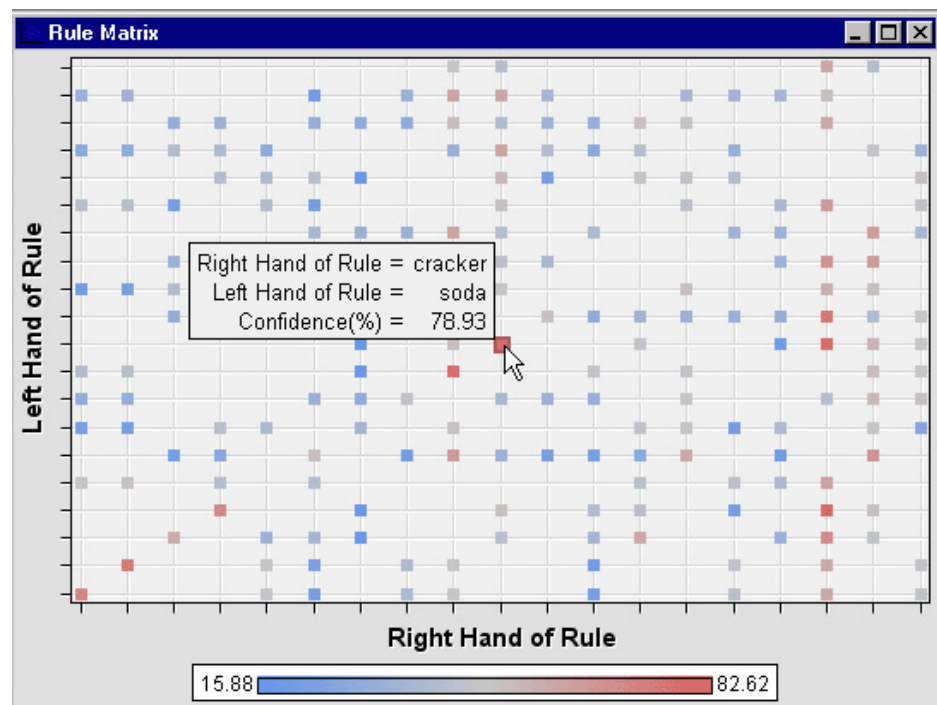 Rule Matrix
Left Hand of Rule
Right Hand of Rule = cracker
Left Hand of Rule = soda
Confidence(%) = 78.93
Right Hand of Rule
15.88 82.62